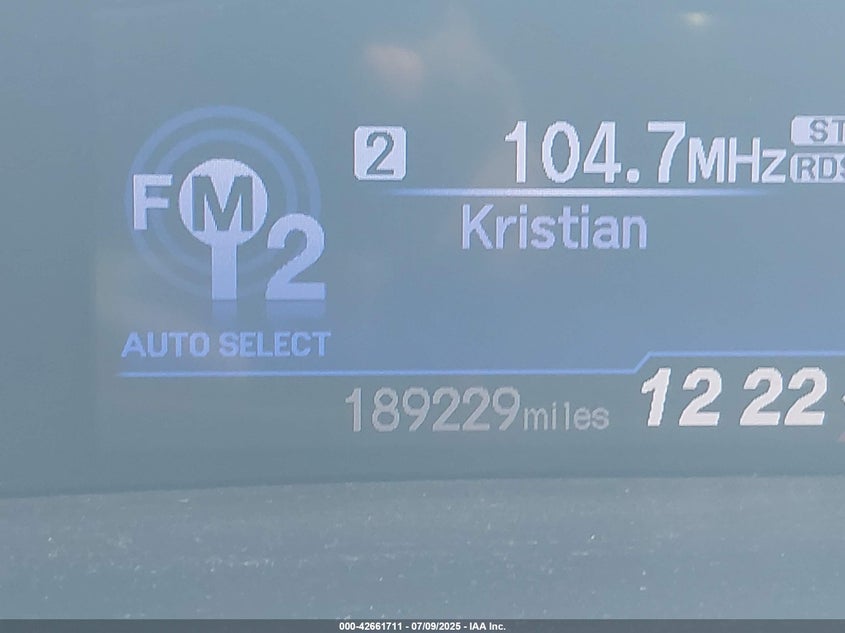 FM2
AUTO SELECT
2 104.7MHz ST
RDS
Kristian
189229miles 12 22
000-42661711 - 07/09/2025 - IAA Inc.